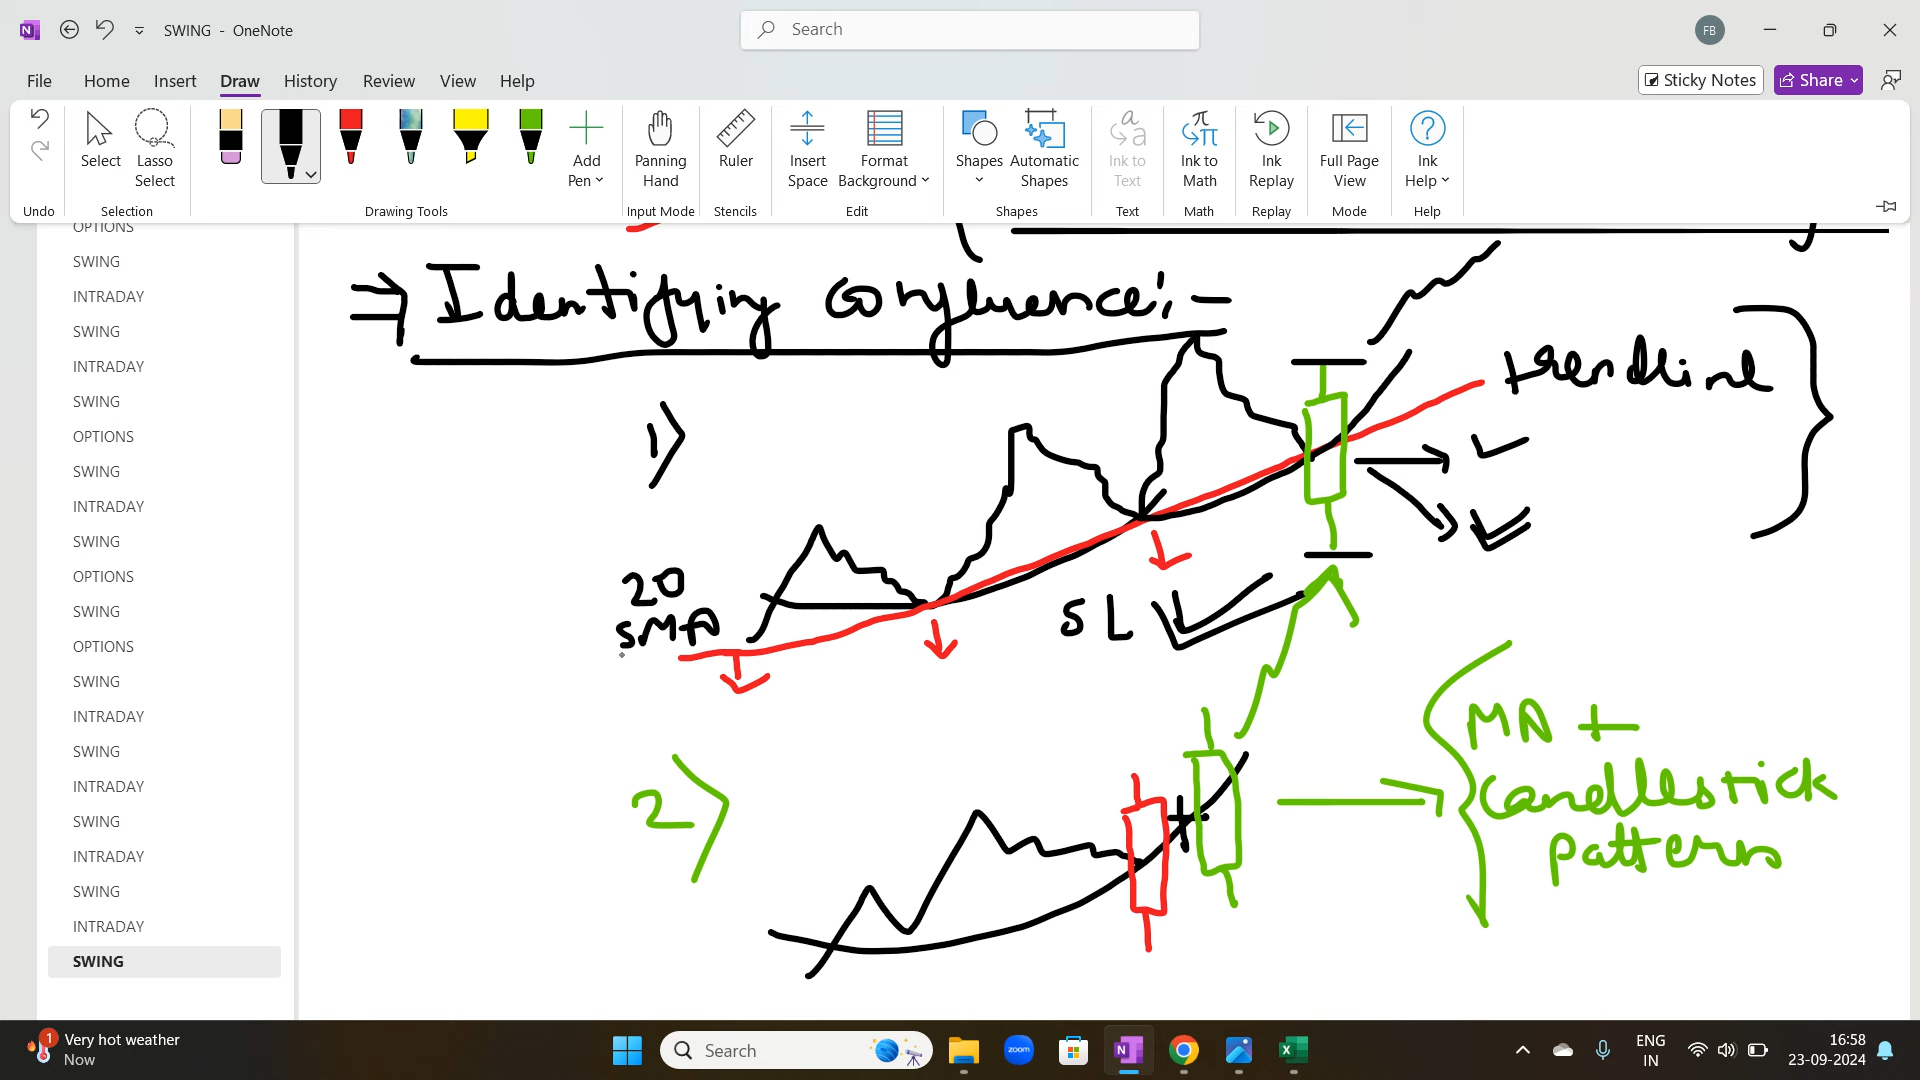 SWING - OneNote
Search
FB
File Home Insert Draw History Review View Help
Sticky Notes
Share
Select
Lasso Select
Add Pen
Panning Hand
Ruler
Insert Space
Format Background
Shapes
Automatic Shapes
Ink to Text
Ink to Math
Ink Replay
Full Page View
Ink Help
Undo
Selection
Drawing Tools
Input Mode
Stencils
Edit
Shapes
Text
Math
Replay
Mode
Help
OPTIONS
SWING
INTRADAY
SWING
INTRADAY
SWING
OPTIONS
SWING
INTRADAY
SWING
OPTIONS
SWING
OPTIONS
SWING
INTRADAY
SWING
INTRADAY
SWING
INTRADAY
SWING
INTRADAY
SWING
⇒ Identifying confluence:-
1)
trendline
20
SMA
SL
2)
MA +
candlestick
patterns
1
Very hot weather
Now
Search
zoom
ENG
IN
16:58
23-09-2024